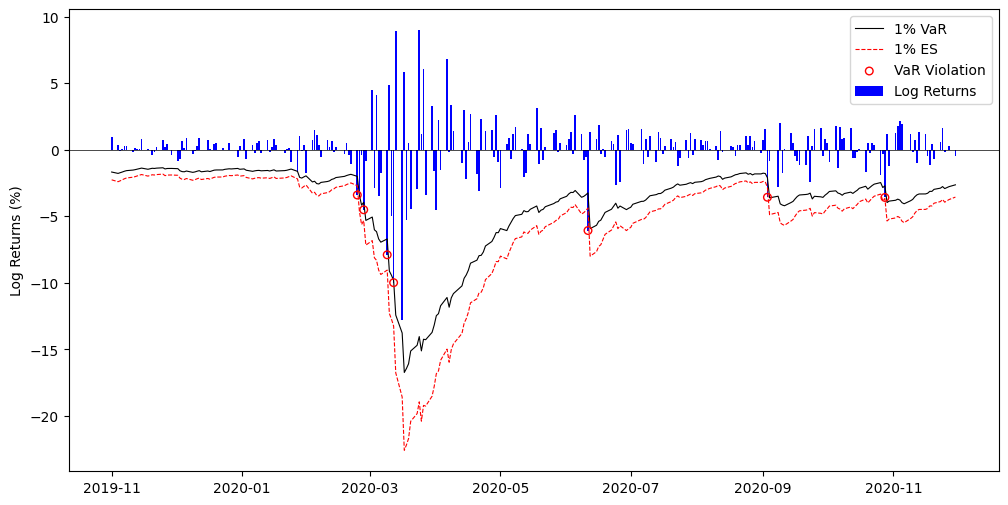 10
5
0
−5
−10
−15
−20
Log Returns (%)
2019-11
2020-01
2020-03
2020-05
2020-07
2020-09
2020-11
1% VaR
1% ES
VaR Violation
Log Returns